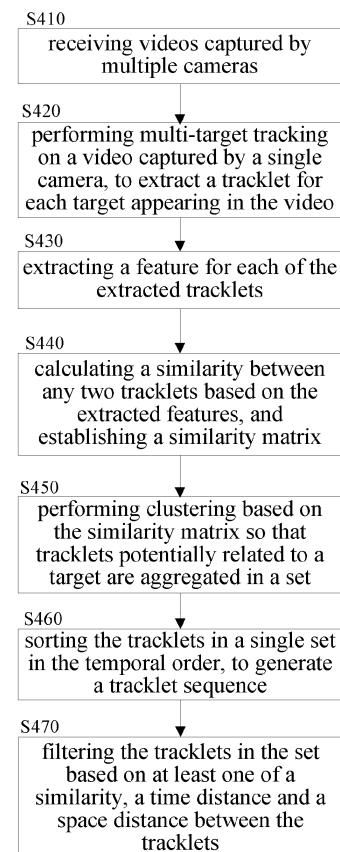 S410
receiving videos captured by
multiple cameras
S420
performing multi-target tracking
on a video captured by a single
camera, to extract a tracklet for
each target appearing in the video
S430
extracting a feature for each of the
extracted tracklets
S440
calculating a similarity between
any two tracklets based on the
extracted features, and
establishing a similarity matrix
S450
performing clustering based on
the similarity matrix so that
tracklets potentially related to a
target are aggregated in a set
S460
sorting the tracklets in a single set
in the temporal order, to generate
a tracklet sequence
S470
filtering the tracklets in the set
based on at least one of a
similarity, a time distance and a
space distance between the
tracklets